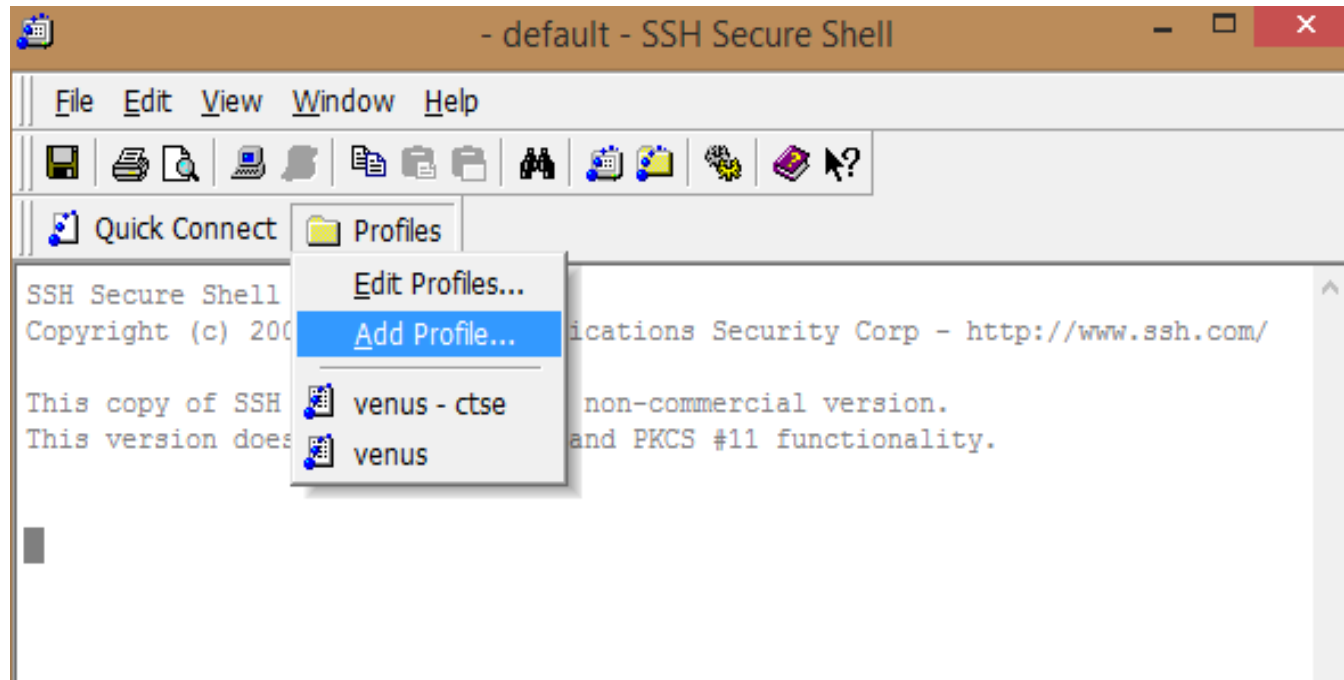 - default - SSH Secure Shell
File Edit View Window Help
Quick Connect Profiles
Edit Profiles...
Add Profile...
venus - ctse
venus
SSH Secure Shell
Copyright (c) 200 ications Security Corp - http://www.ssh.com/
This copy of SSH non-commercial version.
This version does and PKCS #11 functionality.